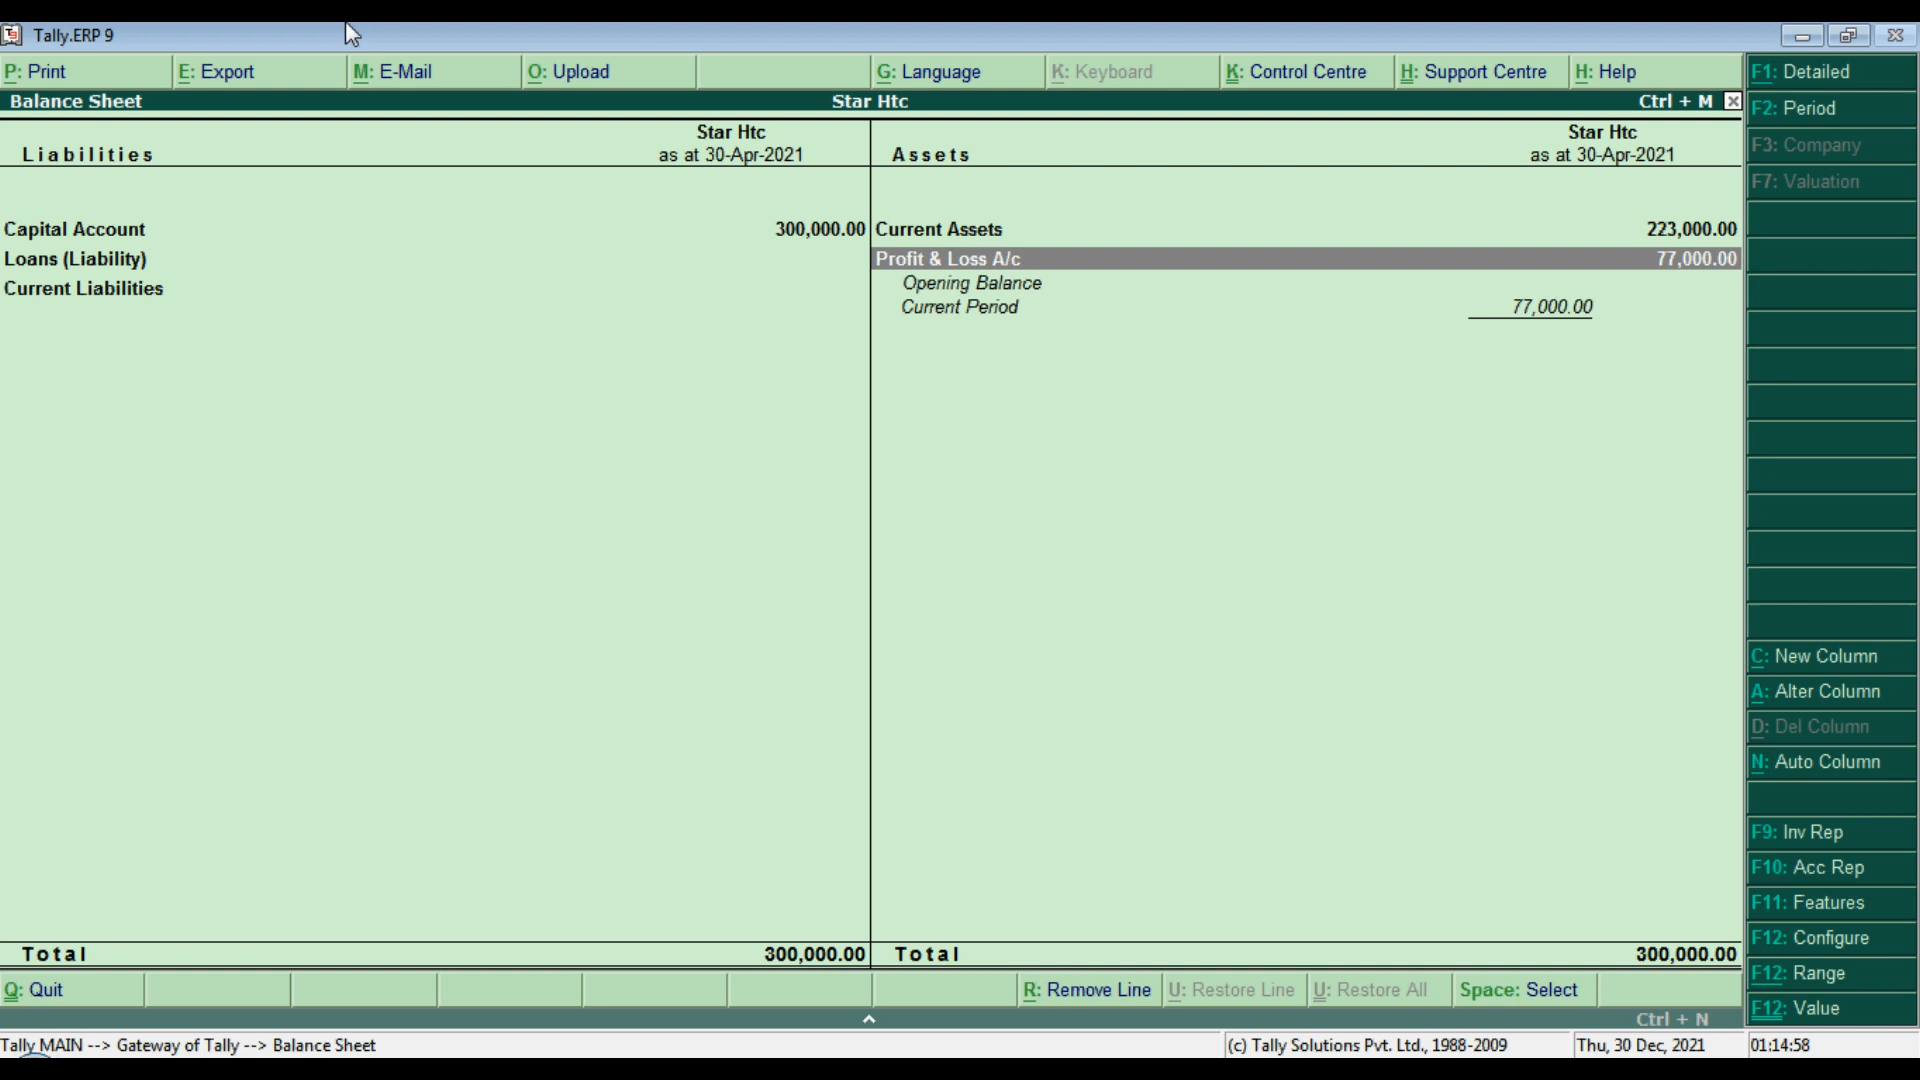 Tally.ERP 9
P: Print E: Export M: E-Mail O: Upload G: Language K: Keyboard K: Control Centre H: Support Centre H: Help
Balance Sheet Star Htc Ctrl + M
Star Htc Star Htc
Liabilities as at 30-Apr-2021 Assets as at 30-Apr-2021
Capital Account 300,000.00 Current Assets 223,000.00
Loans (Liability) Profit & Loss A/c 77,000.00
Current Liabilities Opening Balance
Current Period 77,000.00
Total 300,000.00 Total 300,000.00
Q: Quit R: Remove Line U: Restore Line U: Restore All Space: Select
Ctrl + N
Tally MAIN --> Gateway of Tally --> Balance Sheet (c) Tally Solutions Pvt. Ltd., 1988-2009 Thu, 30 Dec, 2021 01:14:58
F1: Detailed
F2: Period
F3: Company
F7: Valuation
C: New Column
A: Alter Column
D: Del Column
N: Auto Column
F9: Inv Rep
F10: Acc Rep
F11: Features
F12: Configure
F12: Range
F12: Value